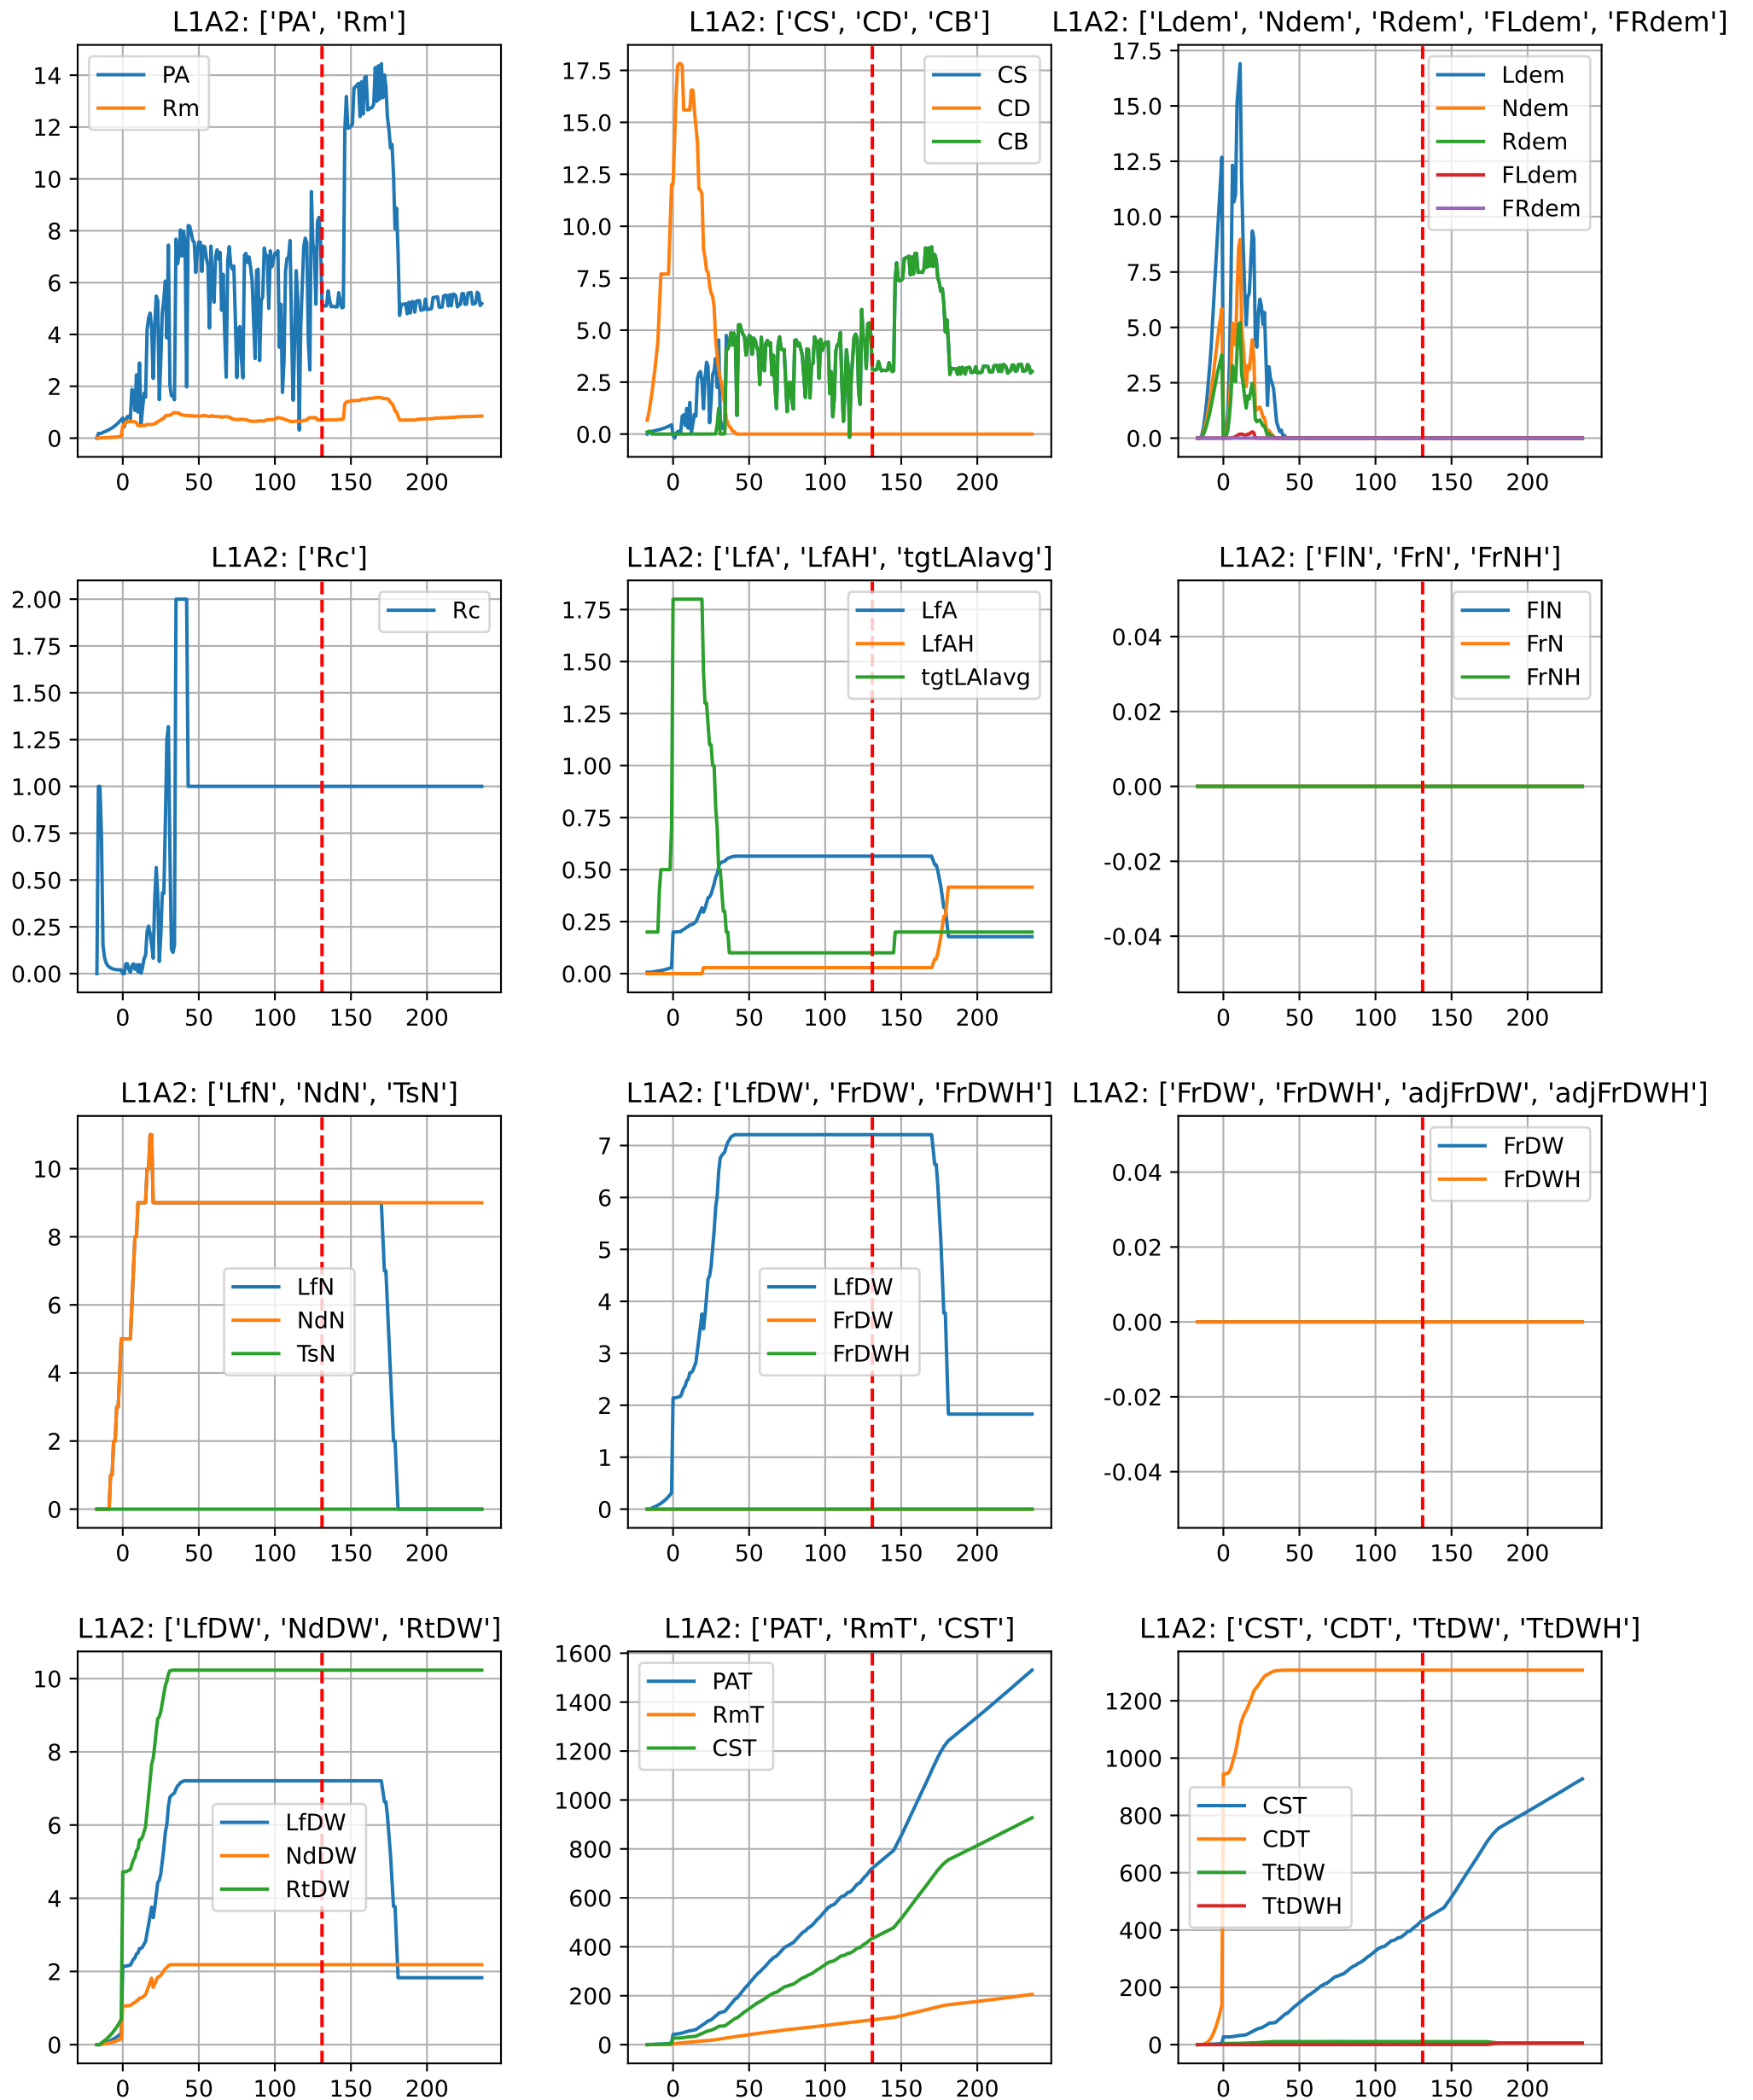 L1A2: ['PA', 'Rm']
14
12
10
8
6
4
2
0
0 50 100 150 200
PA
Rm
L1A2: ['CS', 'CD', 'CB']
17.5
15.0
12.5
10.0
7.5
5.0
2.5
0.0
0 50 100 150 200
CS
CD
CB
L1A2: ['Ldem', 'Ndem', 'Rdem', 'FLdem', 'FRdem']
17.5
15.0
12.5
10.0
7.5
5.0
2.5
0.0
0 50 100 150 200
Ldem
Ndem
Rdem
FLdem
FRdem
L1A2: ['Rc']
2.00
1.75
1.50
1.25
1.00
0.75
0.50
0.25
0.00
0 50 100 150 200
Rc
L1A2: ['LfA', 'LfAH', 'tgtLAIavg']
1.75
1.50
1.25
1.00
0.75
0.50
0.25
0.00
0 50 100 150 200
LfA
LfAH
tgtLAIavg
L1A2: ['FlN', 'FrN', 'FrNH']
0.04
0.02
0.00
-0.02
-0.04
0 50 100 150 200
FlN
FrN
FrNH
L1A2: ['LfN', 'NdN', 'TsN']
10
8
6
4
2
0
0 50 100 150 200
LfN
NdN
TsN
L1A2: ['LfDW', 'FrDW', 'FrDWH']
7
6
5
4
3
2
1
0
0 50 100 150 200
LfDW
FrDW
FrDWH
L1A2: ['FrDW', 'FrDWH', 'adjFrDW', 'adjFrDWH']
0.04
0.02
0.00
-0.02
-0.04
0 50 100 150 200
FrDW
FrDWH
L1A2: ['LfDW', 'NdDW', 'RtDW']
10
8
6
4
2
0
0 50 100 150 200
LfDW
NdDW
RtDW
L1A2: ['PAT', 'RmT', 'CST']
1600
1400
1200
1000
800
600
400
200
0
0 50 100 150 200
PAT
RmT
CST
L1A2: ['CST', 'CDT', 'TtDW', 'TtDWH']
1200
1000
800
600
400
200
0
0 50 100 150 200
CST
CDT
TtDW
TtDWH